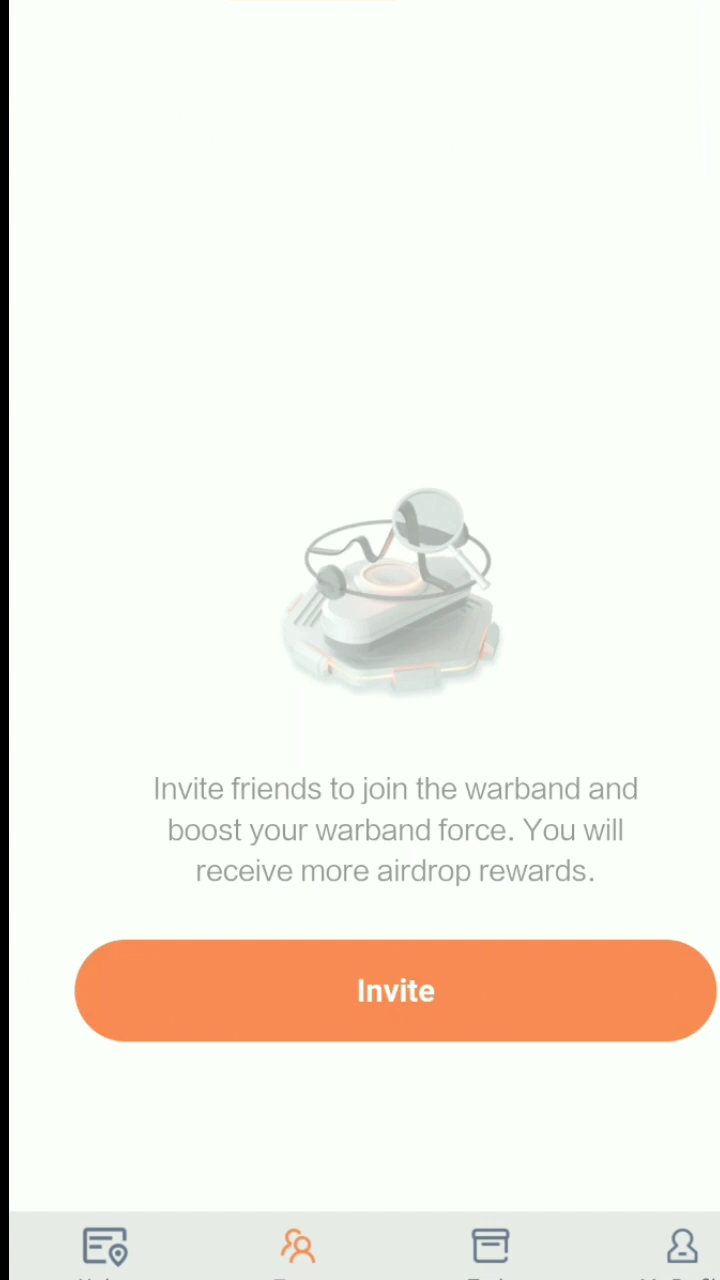 Invite friends to join the warband and
boost your warband force. You will
receive more airdrop rewards.
Invite